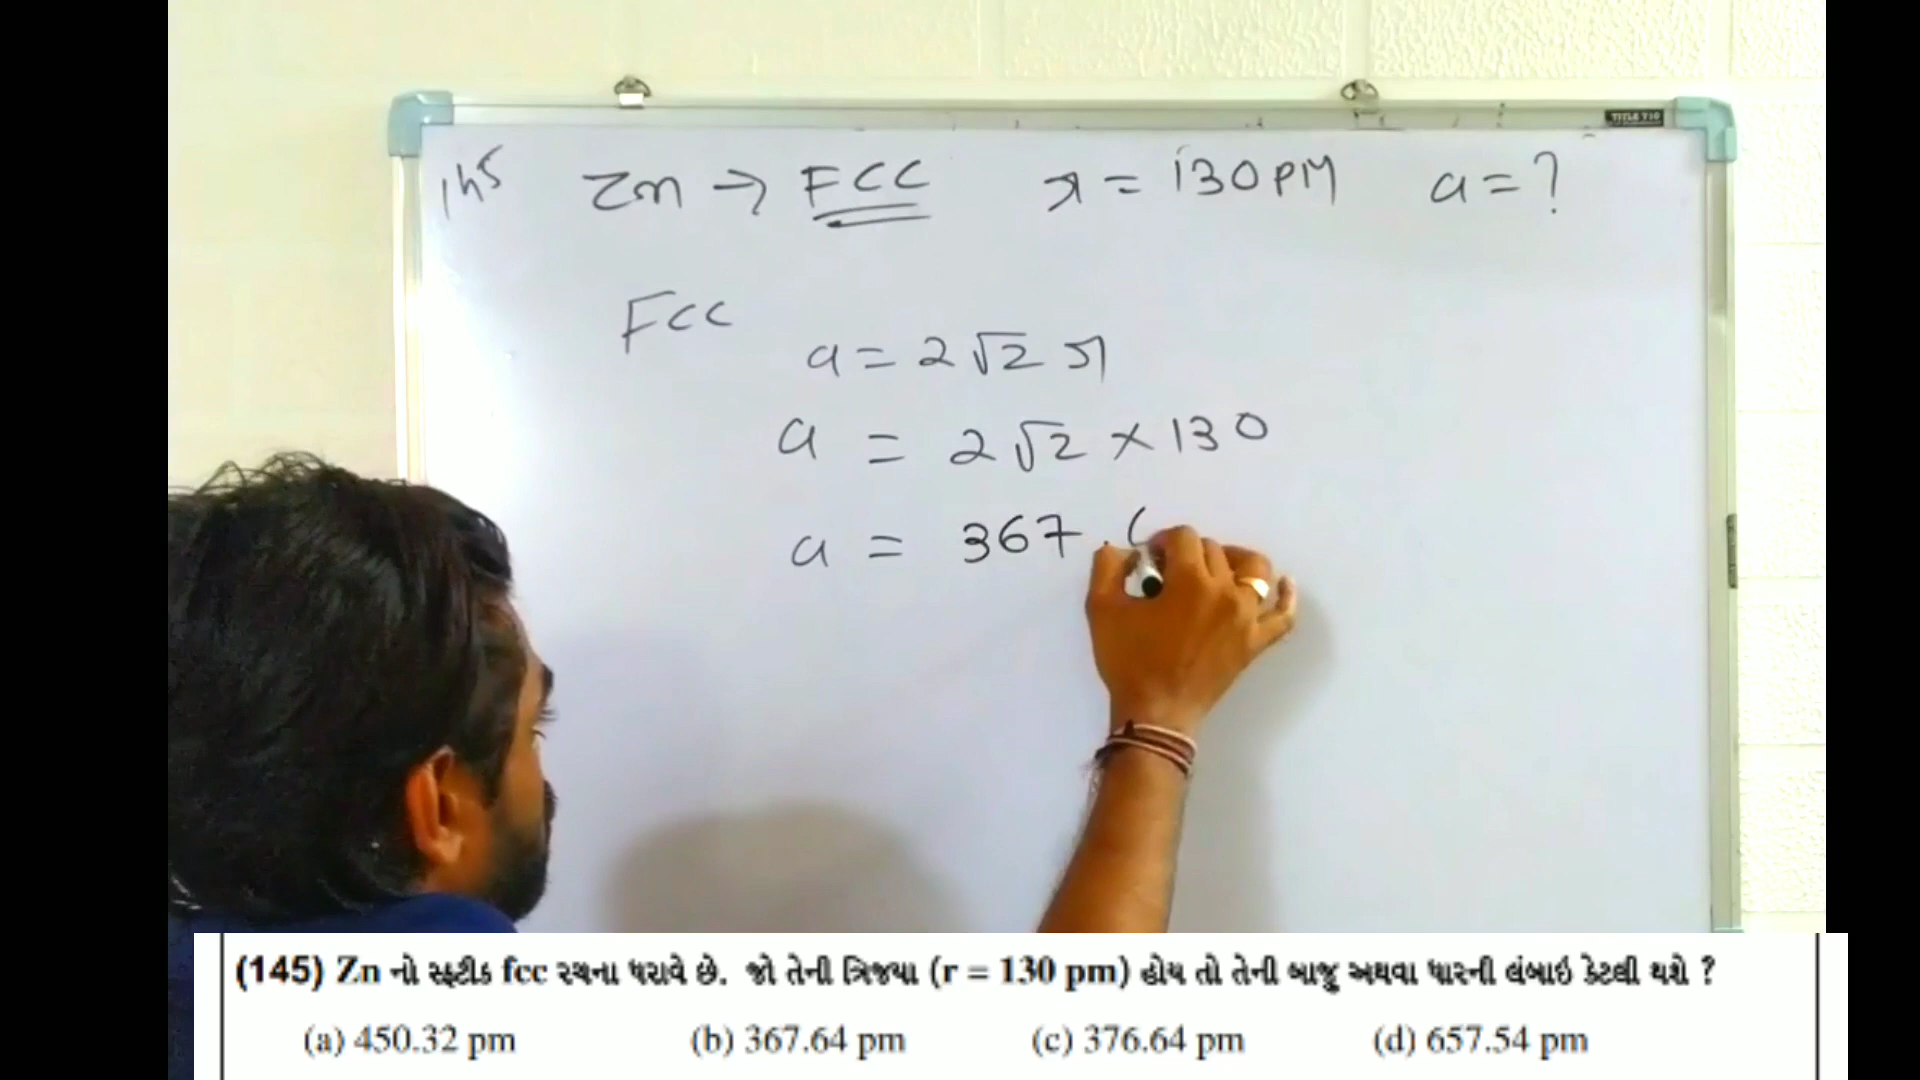 145 Zn → FCC r = 130 PM a = ?
FCC
a = 2√2 r
a = 2√2 × 130
a = 367.6
(145) Zn નો સ્ફટીક fcc રચના ધરાવે છે. જો તેની ત્રિજ્યા (r = 130 pm) હોય તો તેની બાજુ અથવા ધારની લંબાઇ કેટલી થશે ?
(a) 450.32 pm (b) 367.64 pm (c) 376.64 pm (d) 657.54 pm